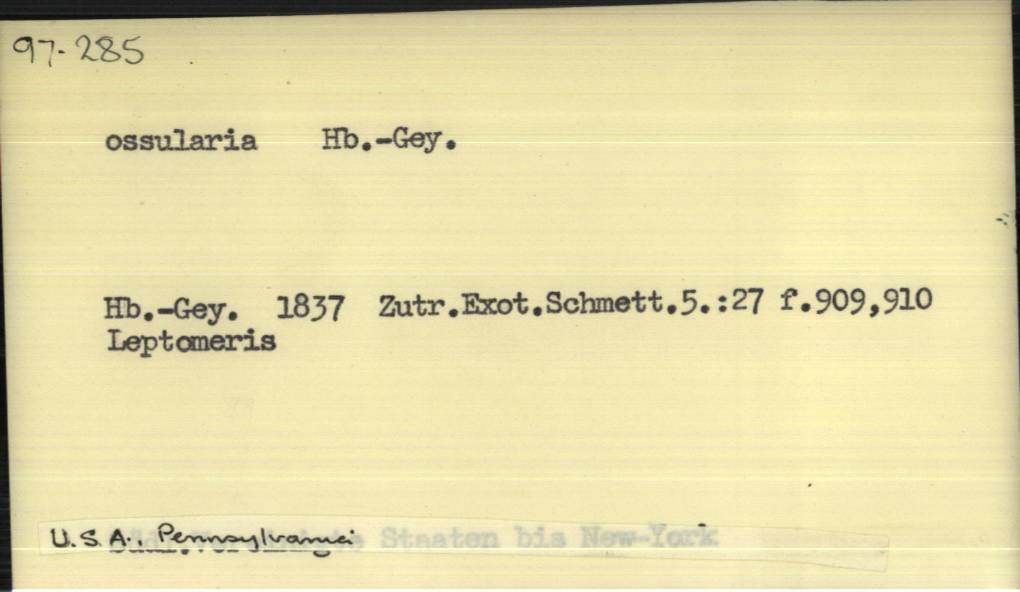 97-285
ossularia Hb.-Gey.
Hb.-Gey. 1837 Zutr.Exot.Schmett.5.:27 f.909,910
Leptomeris
U.S.A., Pennsylvania
Staaten bis New-York